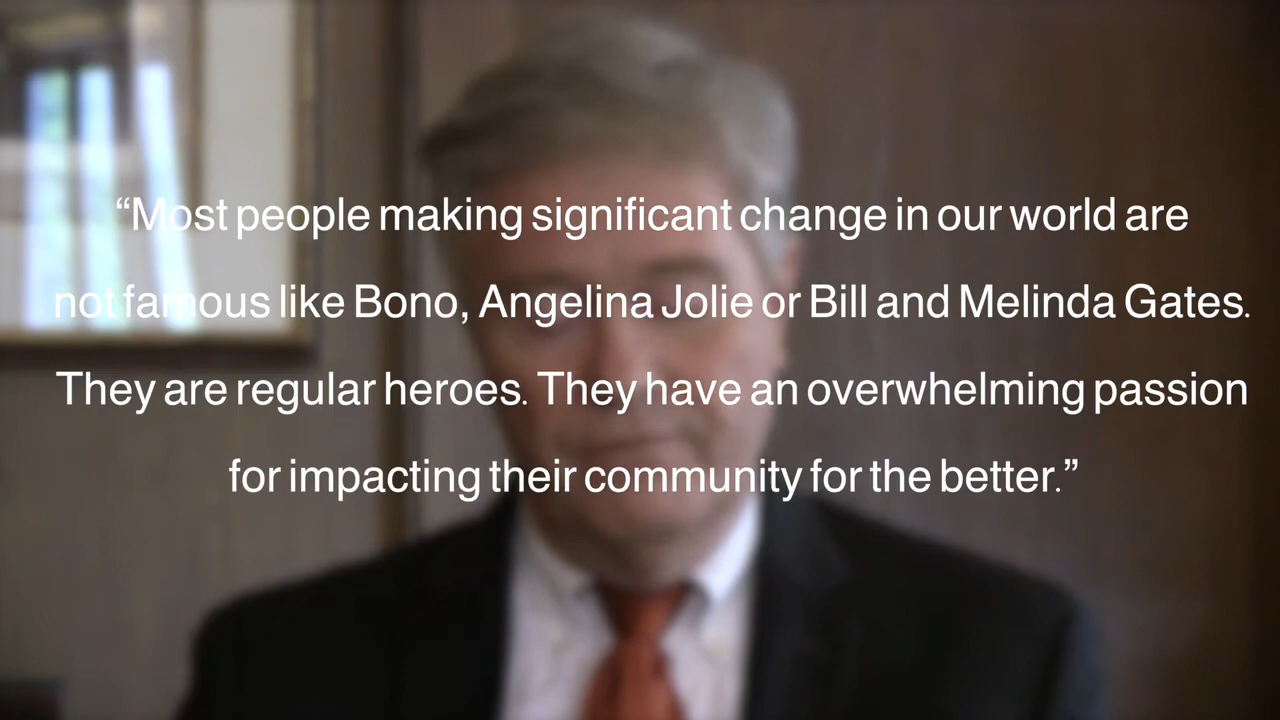 “Most people making significant change in our world are
not famous like Bono, Angelina Jolie or Bill and Melinda Gates.
They are regular heroes. They have an overwhelming passion
for impacting their community for the better.”